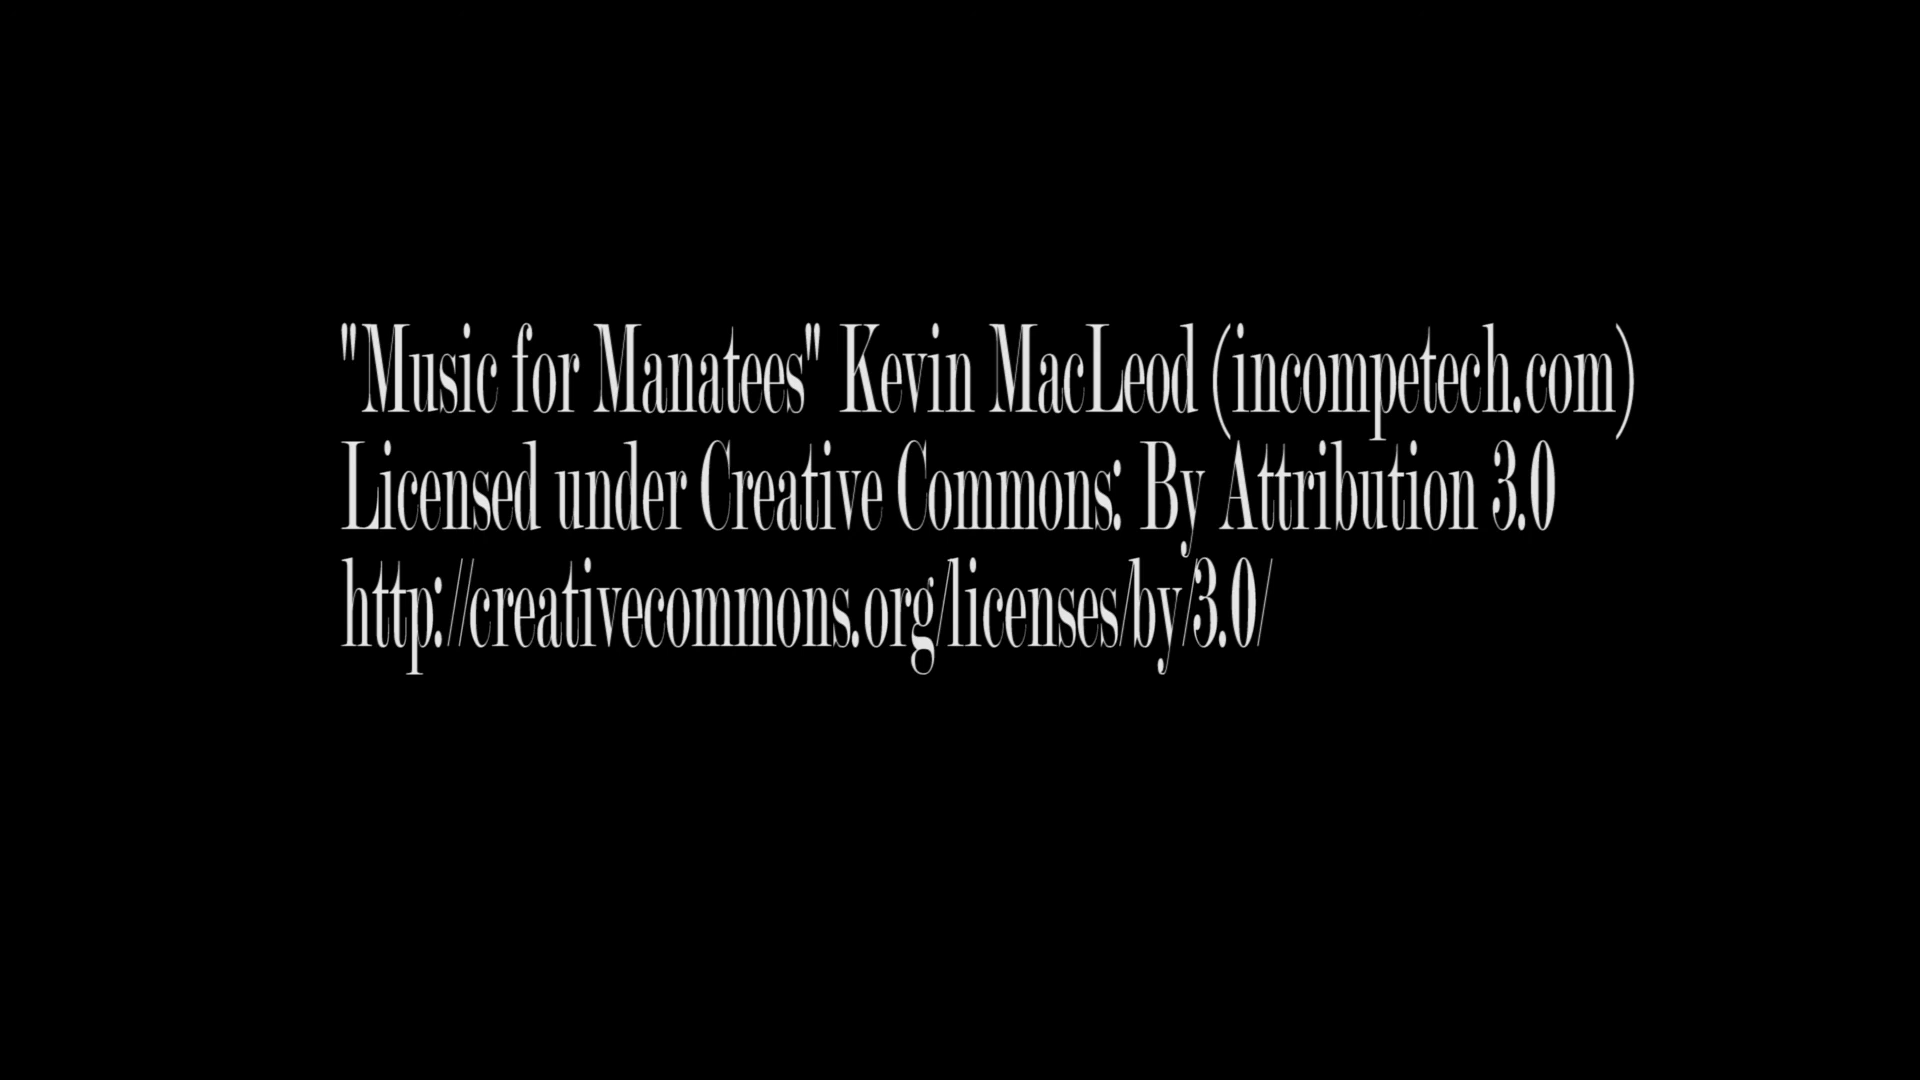 "Music for Manatees" Kevin MacLeod (incompetech.com)
Licensed under Creative Commons: By Attribution 3.0
http://creativecommons.org/licenses/by/3.0/